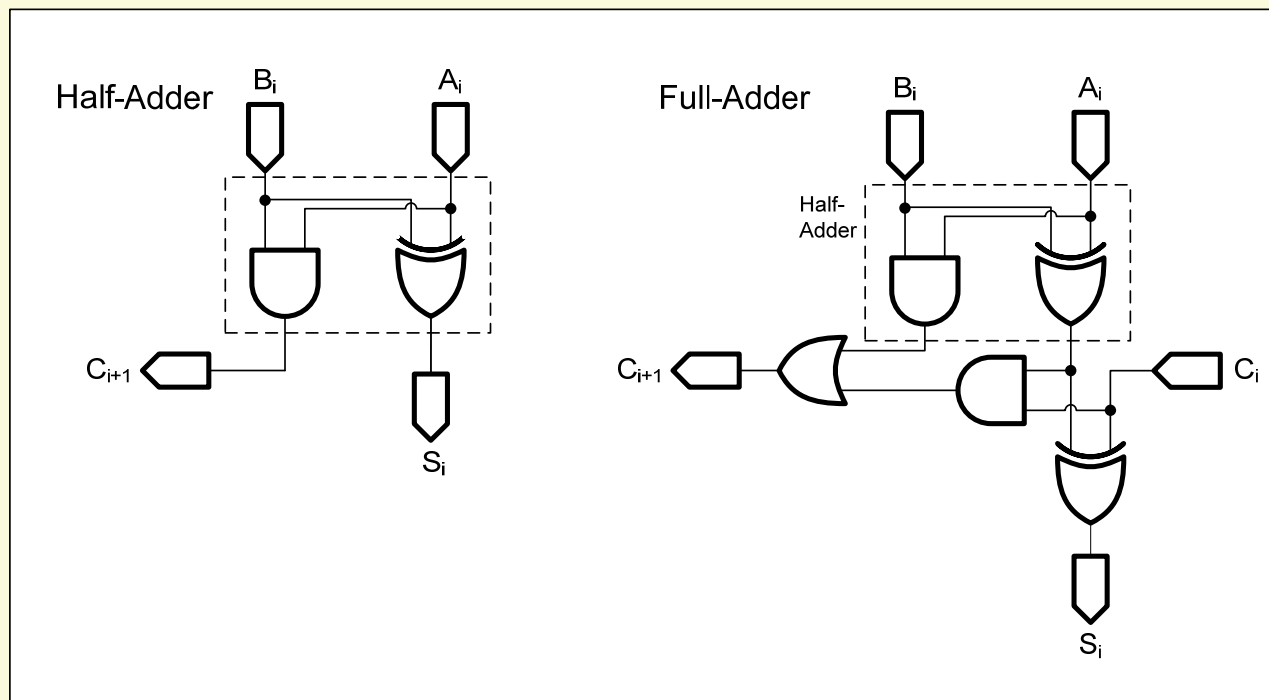 Half-Adder
Bᵢ
Aᵢ
Cᵢ₊₁
Sᵢ
Full-Adder
Bᵢ
Aᵢ
Half-
Adder
Cᵢ₊₁
Cᵢ
Sᵢ